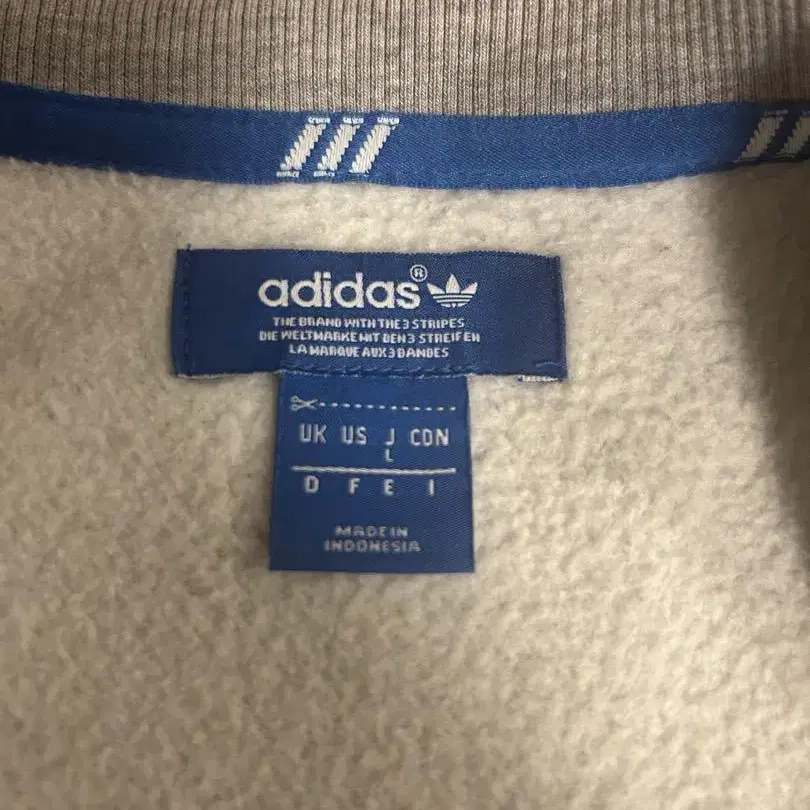 adidas®
THE BRAND WITH THE 3 STRIPES
DIE WELTMARKE MIT DEN 3 STREIFEN
LA MARQUE AUX 3 BANDES
UK US J CDN
L
D F E I
MADE IN
INDONESIA